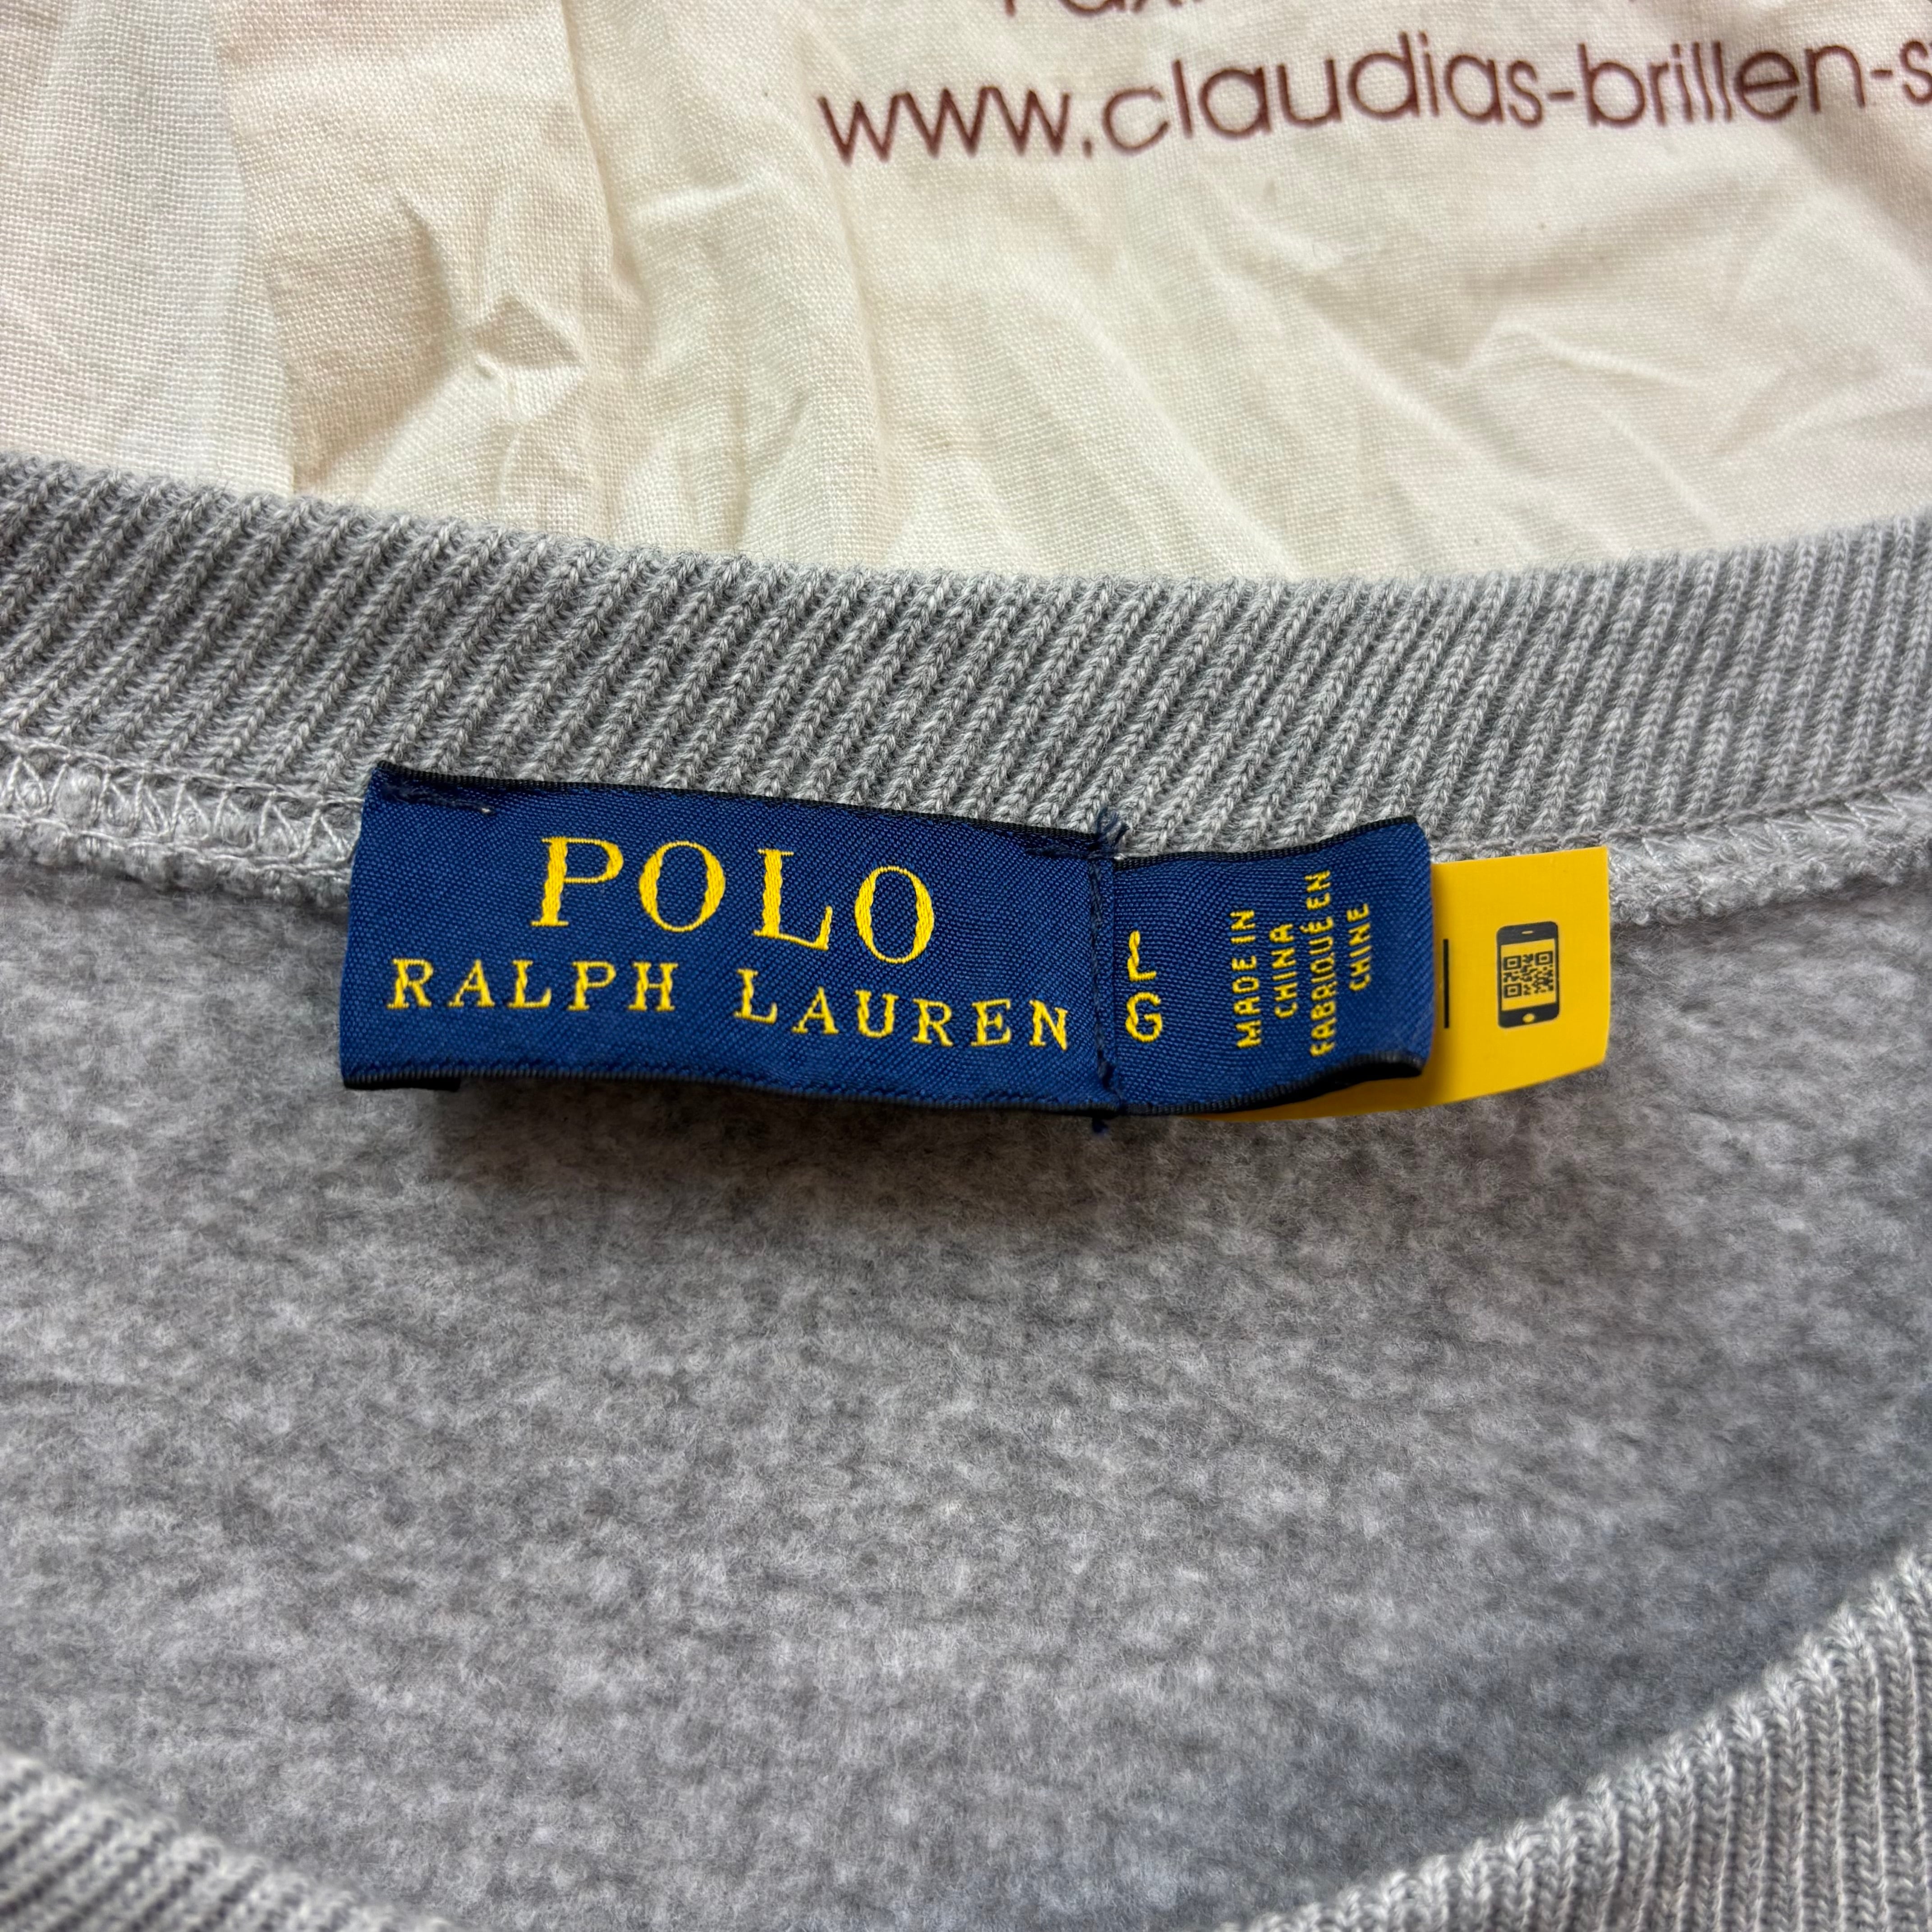 www.claudias-brillen-s
POLO
RALPH LAUREN
L
G
MADE IN
CHINA
FABRIQUÉ EN
CHINE